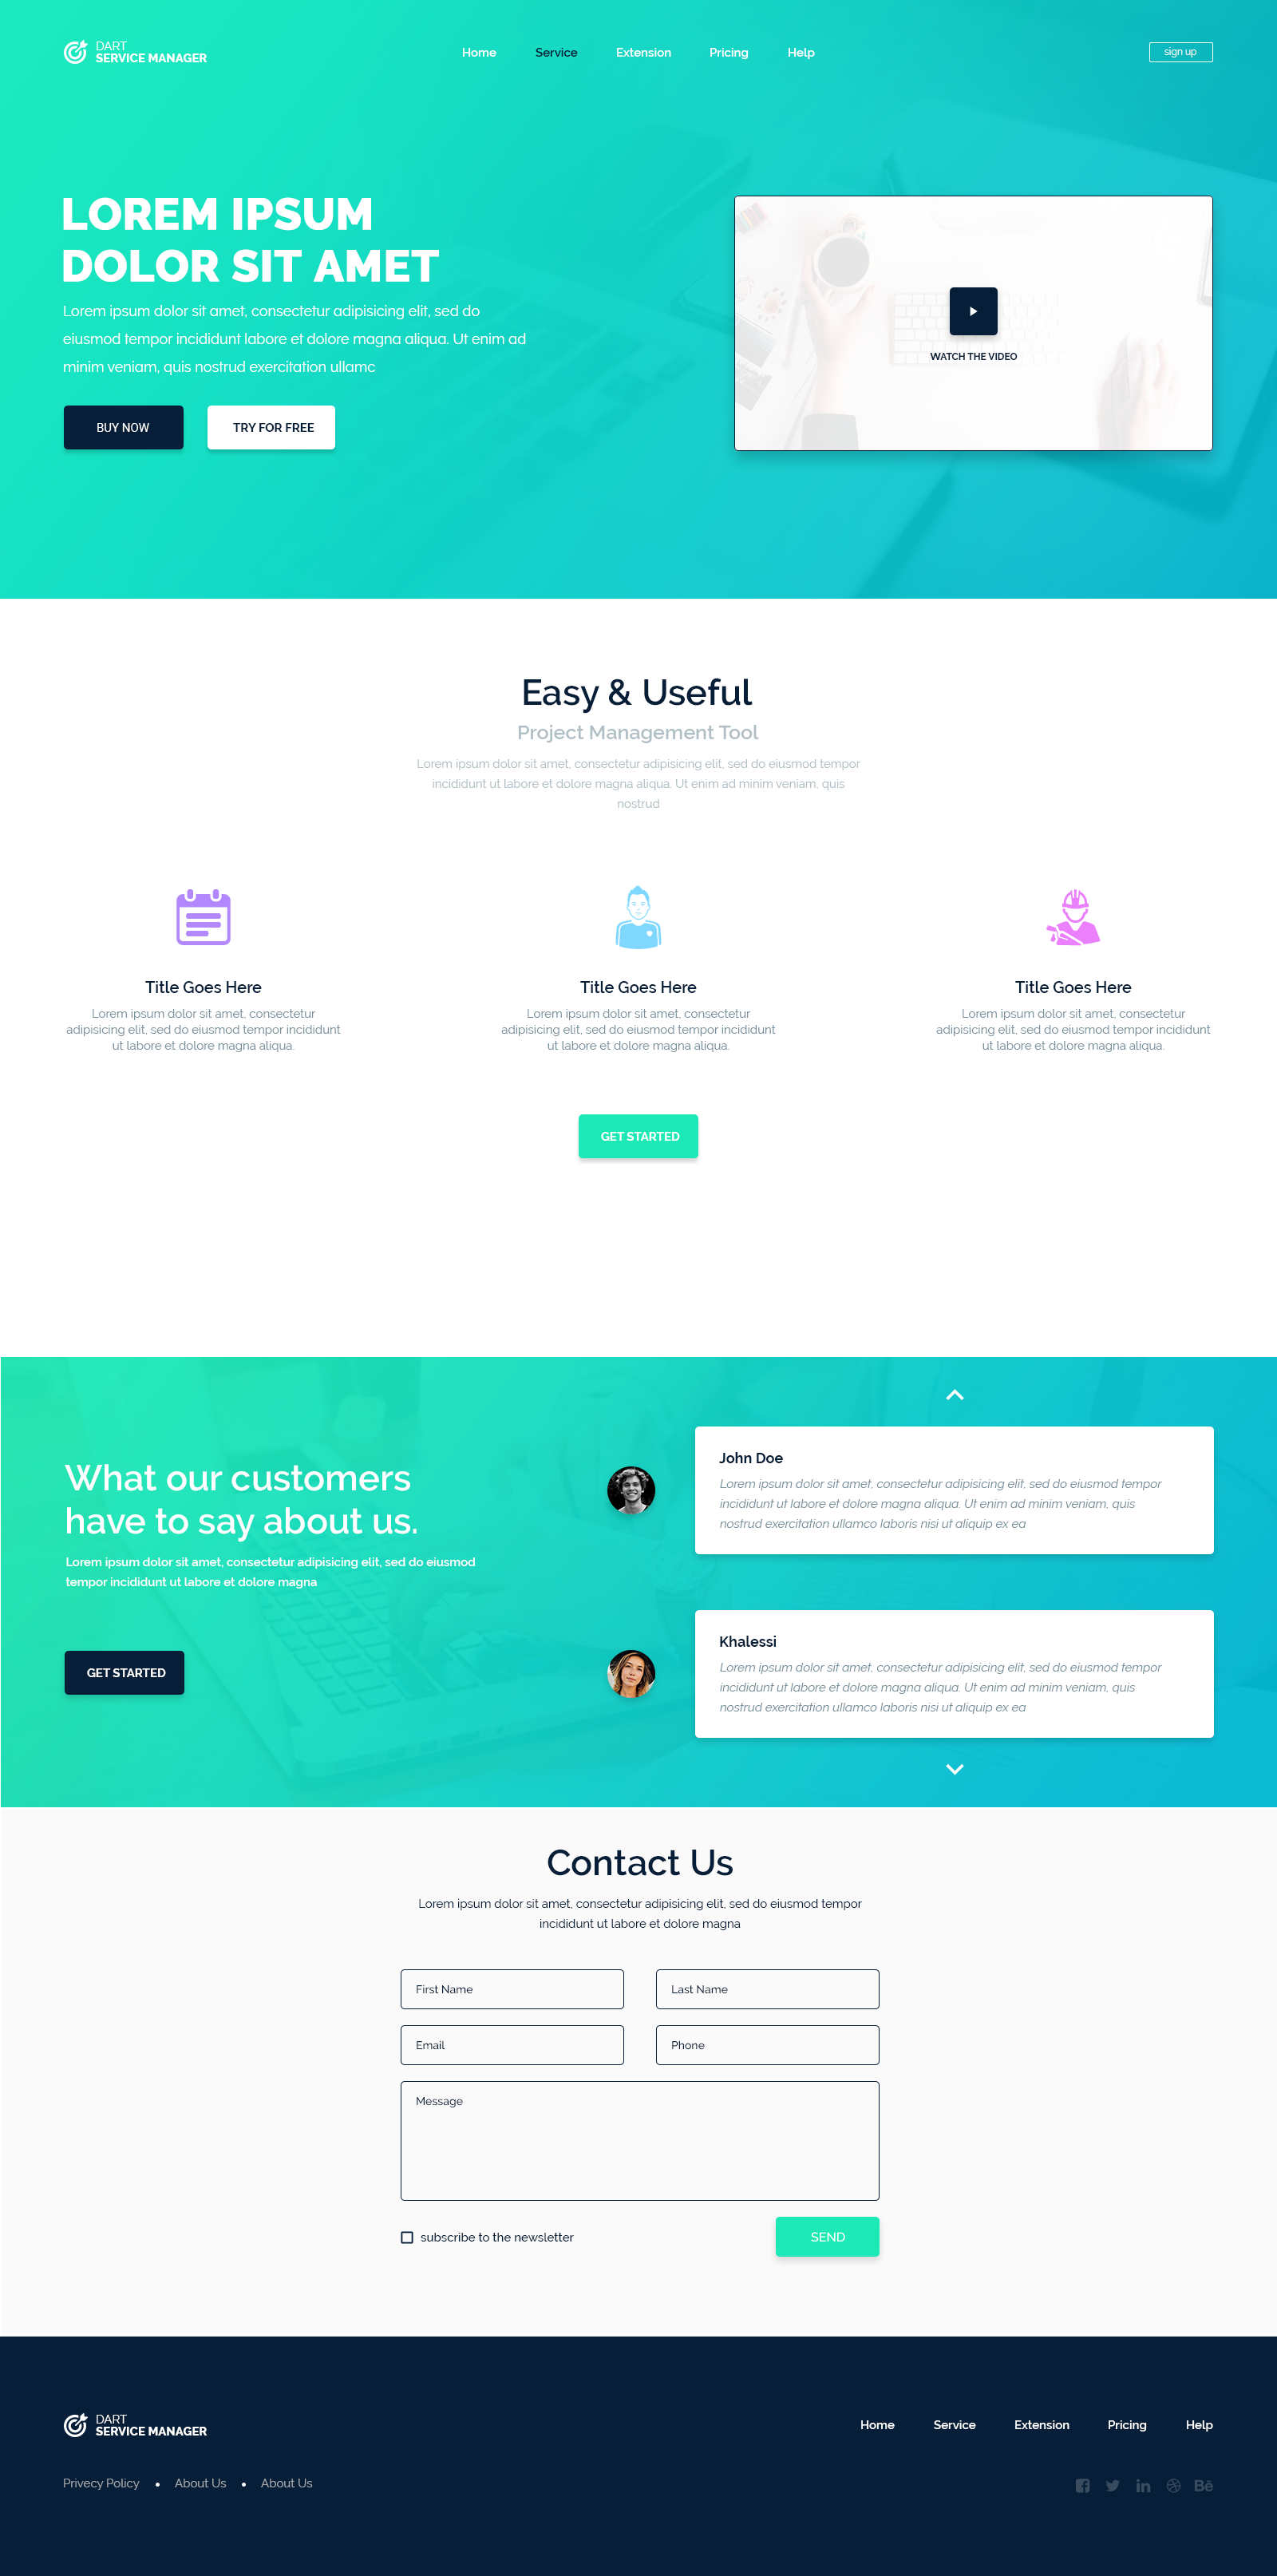 DART
SERVICE MANAGER
Home Service Extension Pricing Help
sign up
LOREM IPSUM
DOLOR SIT AMET
Lorem ipsum dolor sit amet, consectetur adipisicing elit, sed do
eiusmod tempor incididunt labore et dolore magna aliqua. Ut enim ad
minim veniam, quis nostrud exercitation ullamc
BUY NOW
TRY FOR FREE
WATCH THE VIDEO
Easy & Useful
Project Management Tool
Lorem ipsum dolor sit amet, consectetur adipisicing elit, sed do eiusmod tempor
incididunt ut labore et dolore magna aliqua. Ut enim ad minim veniam, quis
nostrud
Title Goes Here
Lorem ipsum dolor sit amet, consectetur
adipisicing elit, sed do eiusmod tempor incididunt
ut labore et dolore magna aliqua.
Title Goes Here
Lorem ipsum dolor sit amet, consectetur
adipisicing elit, sed do eiusmod tempor incididunt
ut labore et dolore magna aliqua.
Title Goes Here
Lorem ipsum dolor sit amet, consectetur
adipisicing elit, sed do eiusmod tempor incididunt
ut labore et dolore magna aliqua.
GET STARTED
What our customers
have to say about us.
Lorem ipsum dolor sit amet, consectetur adipisicing elit, sed do eiusmod
tempor incididunt ut labore et dolore magna
GET STARTED
John Doe
Lorem ipsum dolor sit amet, consectetur adipisicing elit, sed do eiusmod tempor
incididunt ut labore et dolore magna aliqua. Ut enim ad minim veniam, quis
nostrud exercitation ullamco laboris nisi ut aliquip ex ea
Khalessi
Lorem ipsum dolor sit amet, consectetur adipisicing elit, sed do eiusmod tempor
incididunt ut labore et dolore magna aliqua. Ut enim ad minim veniam, quis
nostrud exercitation ullamco laboris nisi ut aliquip ex ea
Contact Us
Lorem ipsum dolor sit amet, consectetur adipisicing elit, sed do eiusmod tempor
incididunt ut labore et dolore magna
First Name
Last Name
Email
Phone
Message
subscribe to the newsletter
SEND
DART
SERVICE MANAGER
Home Service Extension Pricing Help
Privecy Policy • About Us • About Us